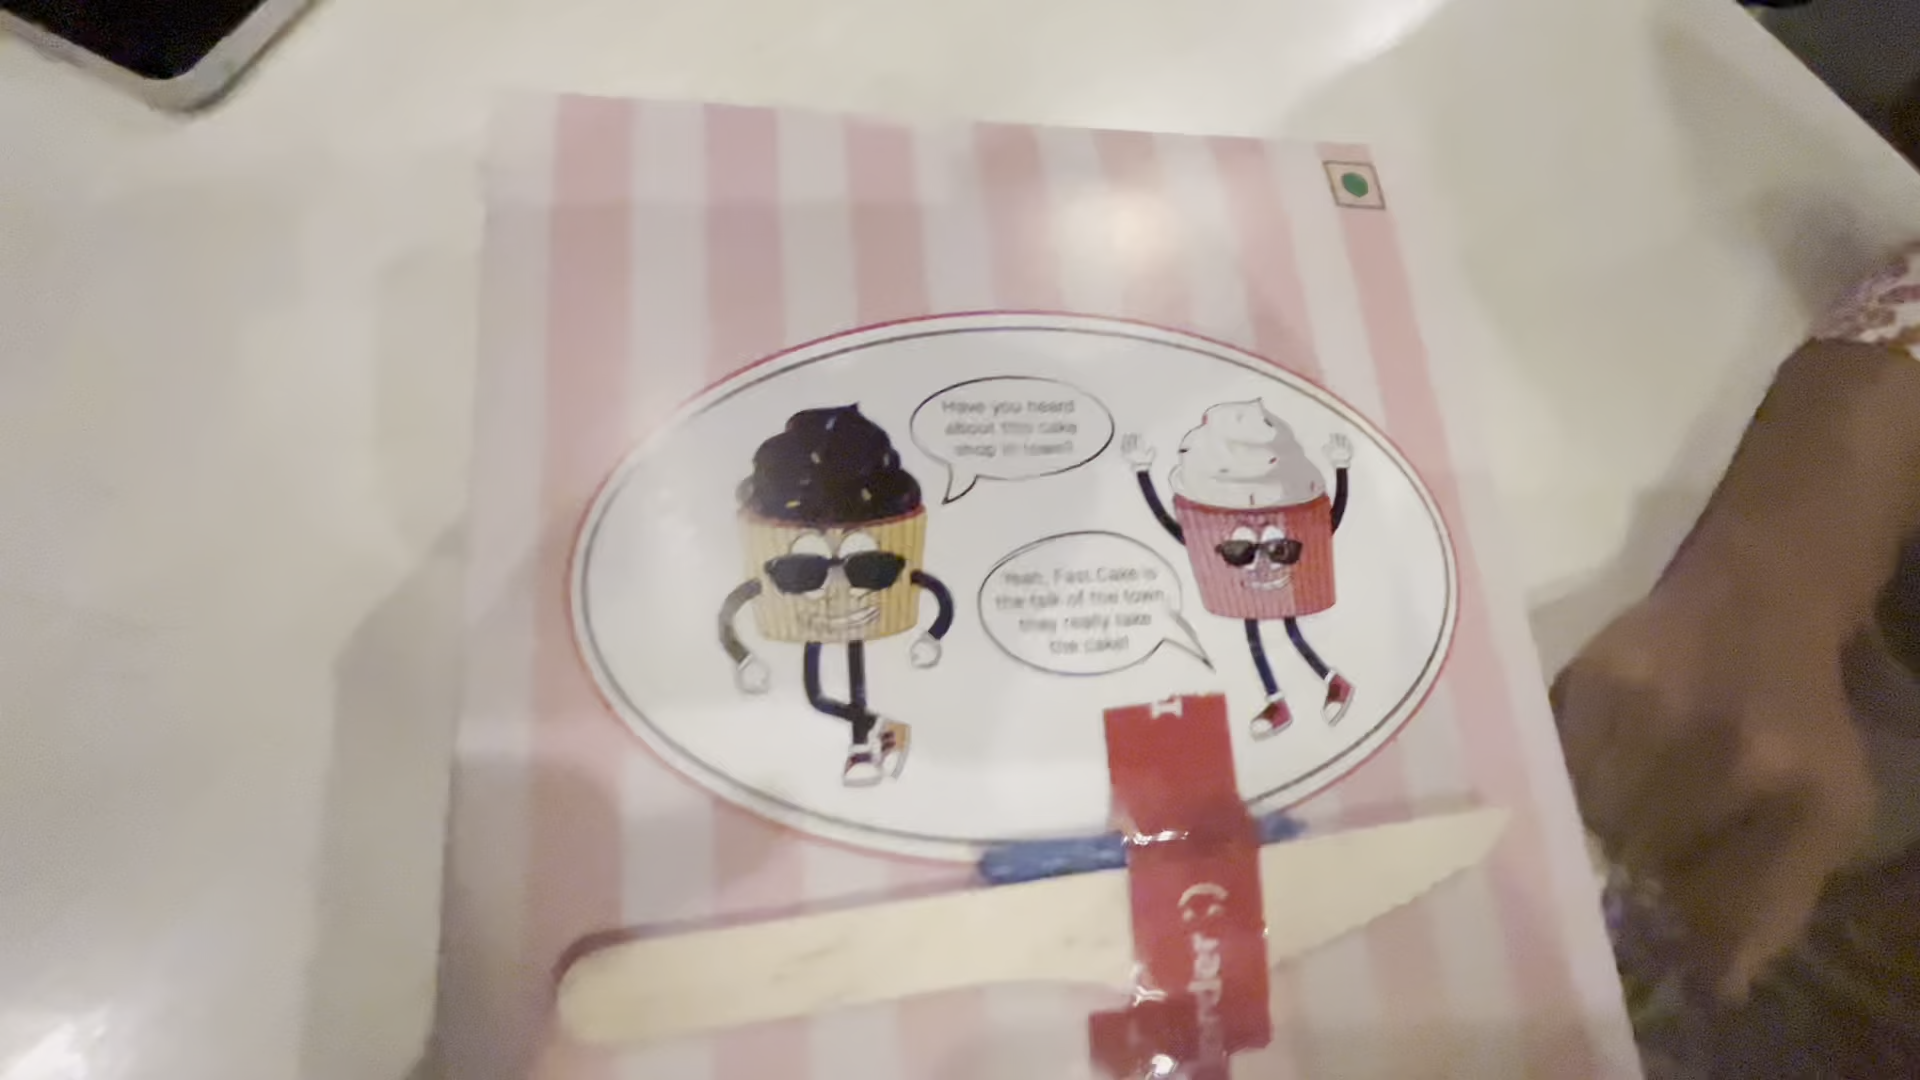 Have you heard
about this cake
shop in town?
Yeah, Fast Cake is
the talk of the town
they really take
the cake!